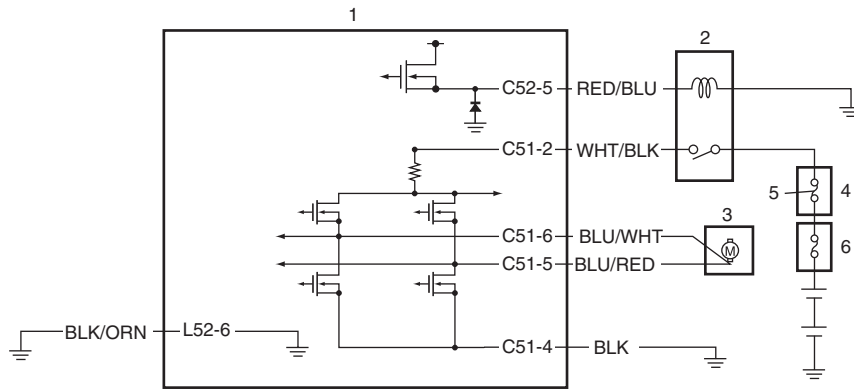 1
2
C52-5 RED/BLU
C51-2 WHT/BLK
5 4
3
C51-6 BLU/WHT
M 6
C51-5 BLU/RED
BLK/ORN L52-6
C51-4 BLK